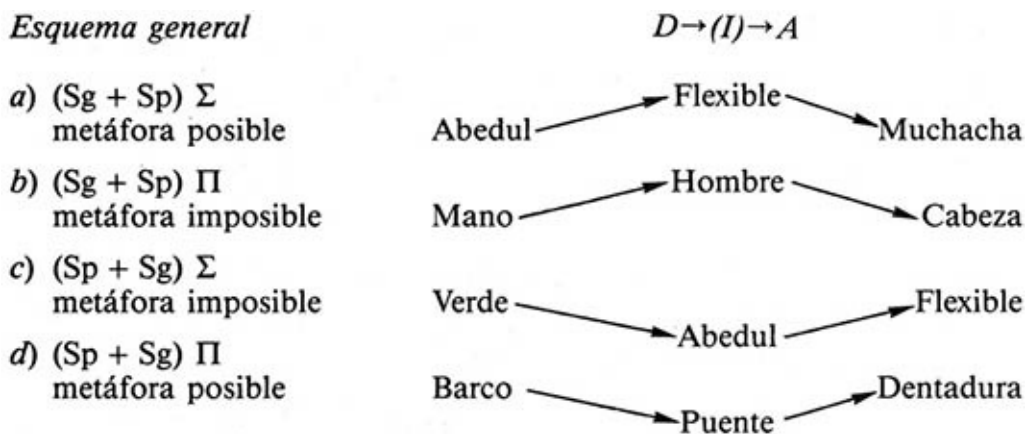 Esquema general D→(I)→A
a) (Sg + Sp) Σ Flexible
metáfora posible Abedul Muchacha
b) (Sg + Sp) Π Hombre
metáfora imposible Mano Cabeza
c) (Sp + Sg) Σ
metáfora imposible Verde Flexible
Abedul
d) (Sp + Sg) Π
metáfora posible Barco Dentadura
Puente